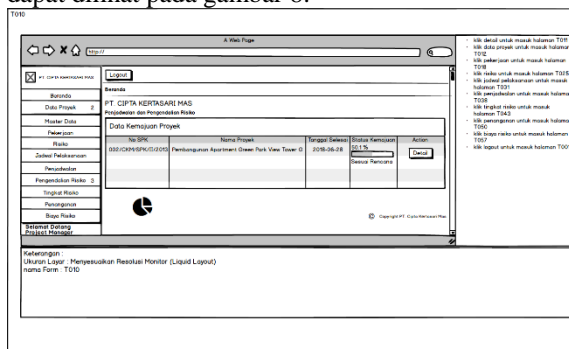 dapat dilihat pada gambar 6.
T010
A Web Page
http://
PT. CIPTA KERTASARI MAS
Logout
Beranda
Beranda
Data Proyek 2
Master Data
Pekerjaan
Risiko
Jadwal Pelaksanaan
Penjadwalan
Pengendalian Risiko 3
Tingkat Risiko
Penanganan
Biaya Risiko
Selamat Datang
Project Manager
PT. CIPTA KERTASARI MAS
Penjadwalan dan Pengendalian Risiko
Data Kemajuan Proyek
No SPK Nama Proyek Tanggal Selesai Status Kemajuan Action
Pembangunan Apartment Green Park View Tower G 2015-06-28 50.1 % Detail
Sesuai Rencana
© Copyright PT. Cipta Kertasari Mas
klik detail untuk masuk halaman T011
klik data proyek untuk masuk halaman
T012
klik pekerjaan untuk masuk halaman
T018
klik risiko untuk masuk halaman T025
klik jadwal pelaksanaan untuk masuk
halaman T031
klik penjadwalan untuk masuk halaman
T038
klik tingkat risiko untuk masuk
halaman T043
klik penanganan untuk masuk halaman
T050
klik biaya risiko untuk masuk halaman
T057
klik logout untuk masuk halaman T001
Keterangan :
Ukuran Layar : Menyesuaikan Resolusi Monitor (Liquid Layout)
nama Form : T010